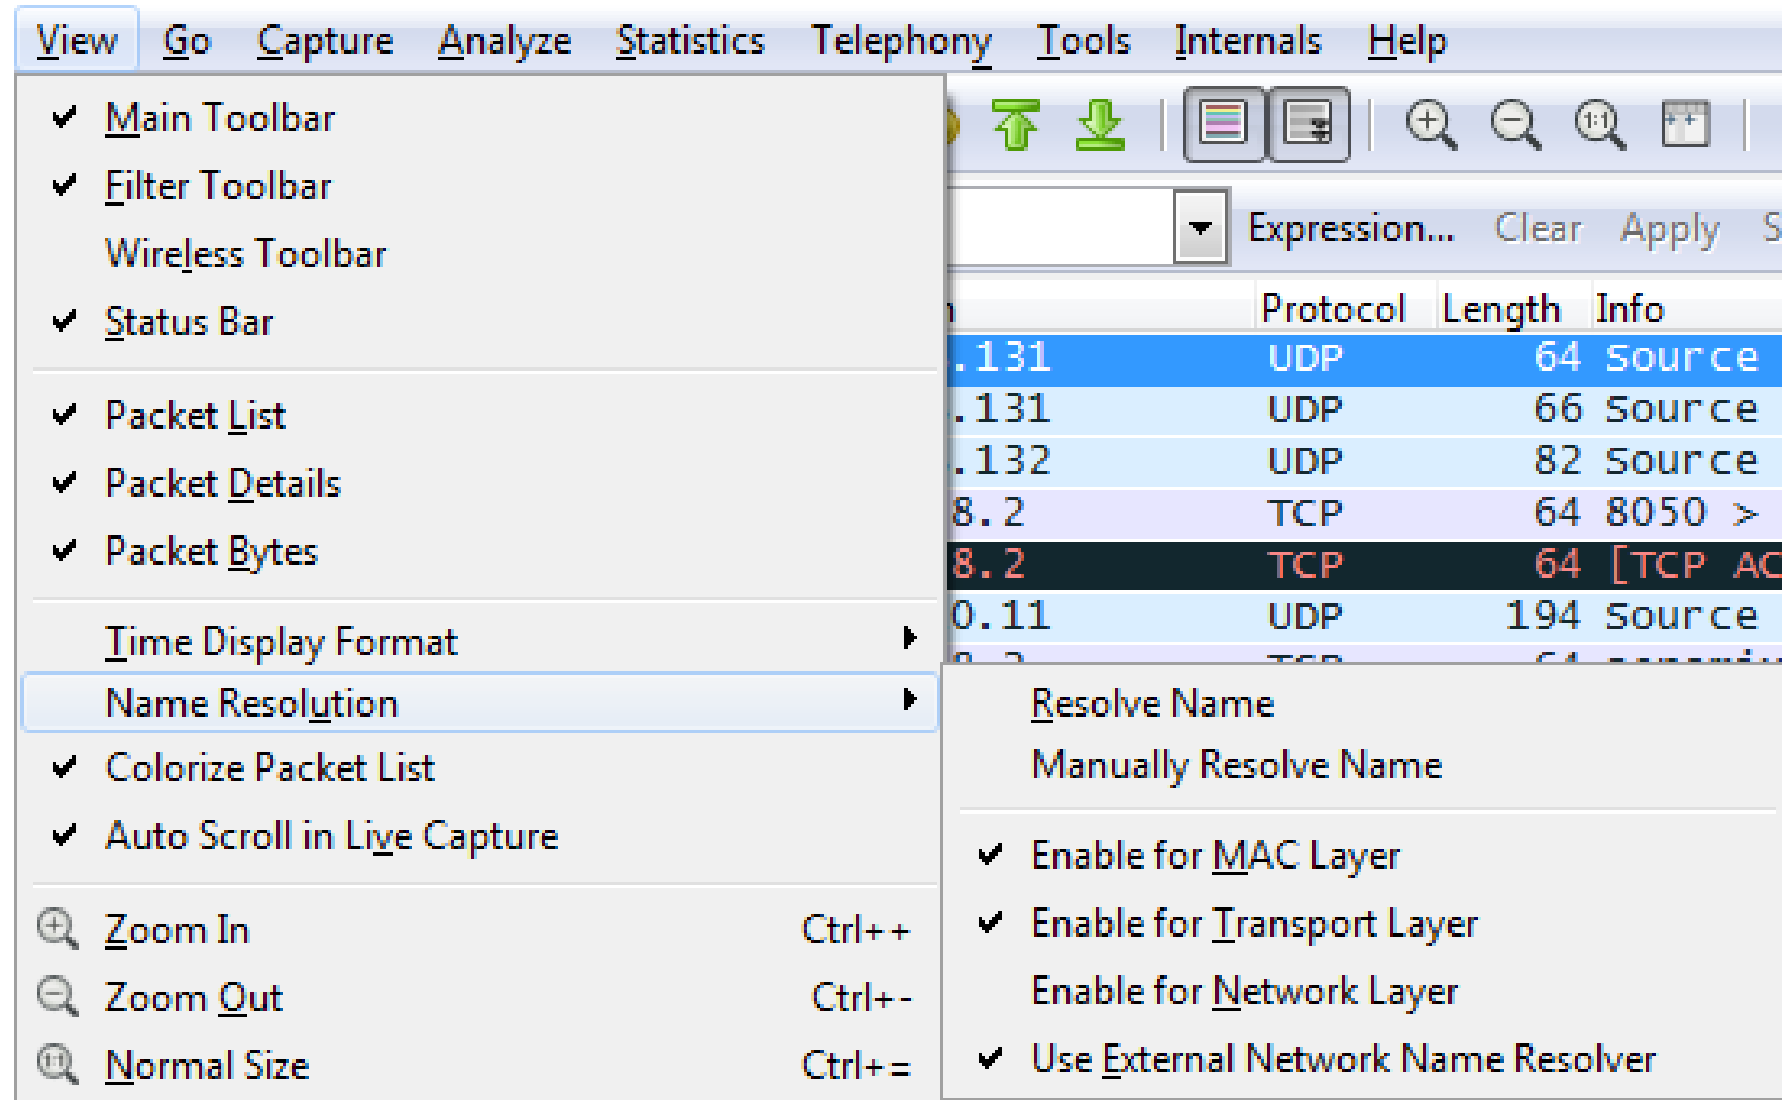 View Go Capture Analyze Statistics Telephony Tools Internals Help
Main Toolbar
Filter Toolbar
Wireless Toolbar
Status Bar
Packet List
Packet Details
Packet Bytes
Time Display Format
Name Resolution
Colorize Packet List
Auto Scroll in Live Capture
Zoom In Ctrl++
Zoom Out Ctrl+-
Normal Size Ctrl+=
Expression... Clear Apply
Protocol Length Info
.131 UDP 64 Source
.131 UDP 66 Source
.132 UDP 82 Source
8.2 TCP 64 8050 >
8.2 TCP 64 [TCP AC
0.11 UDP 194 Source
Resolve Name
Manually Resolve Name
Enable for MAC Layer
Enable for Transport Layer
Enable for Network Layer
Use External Network Name Resolver